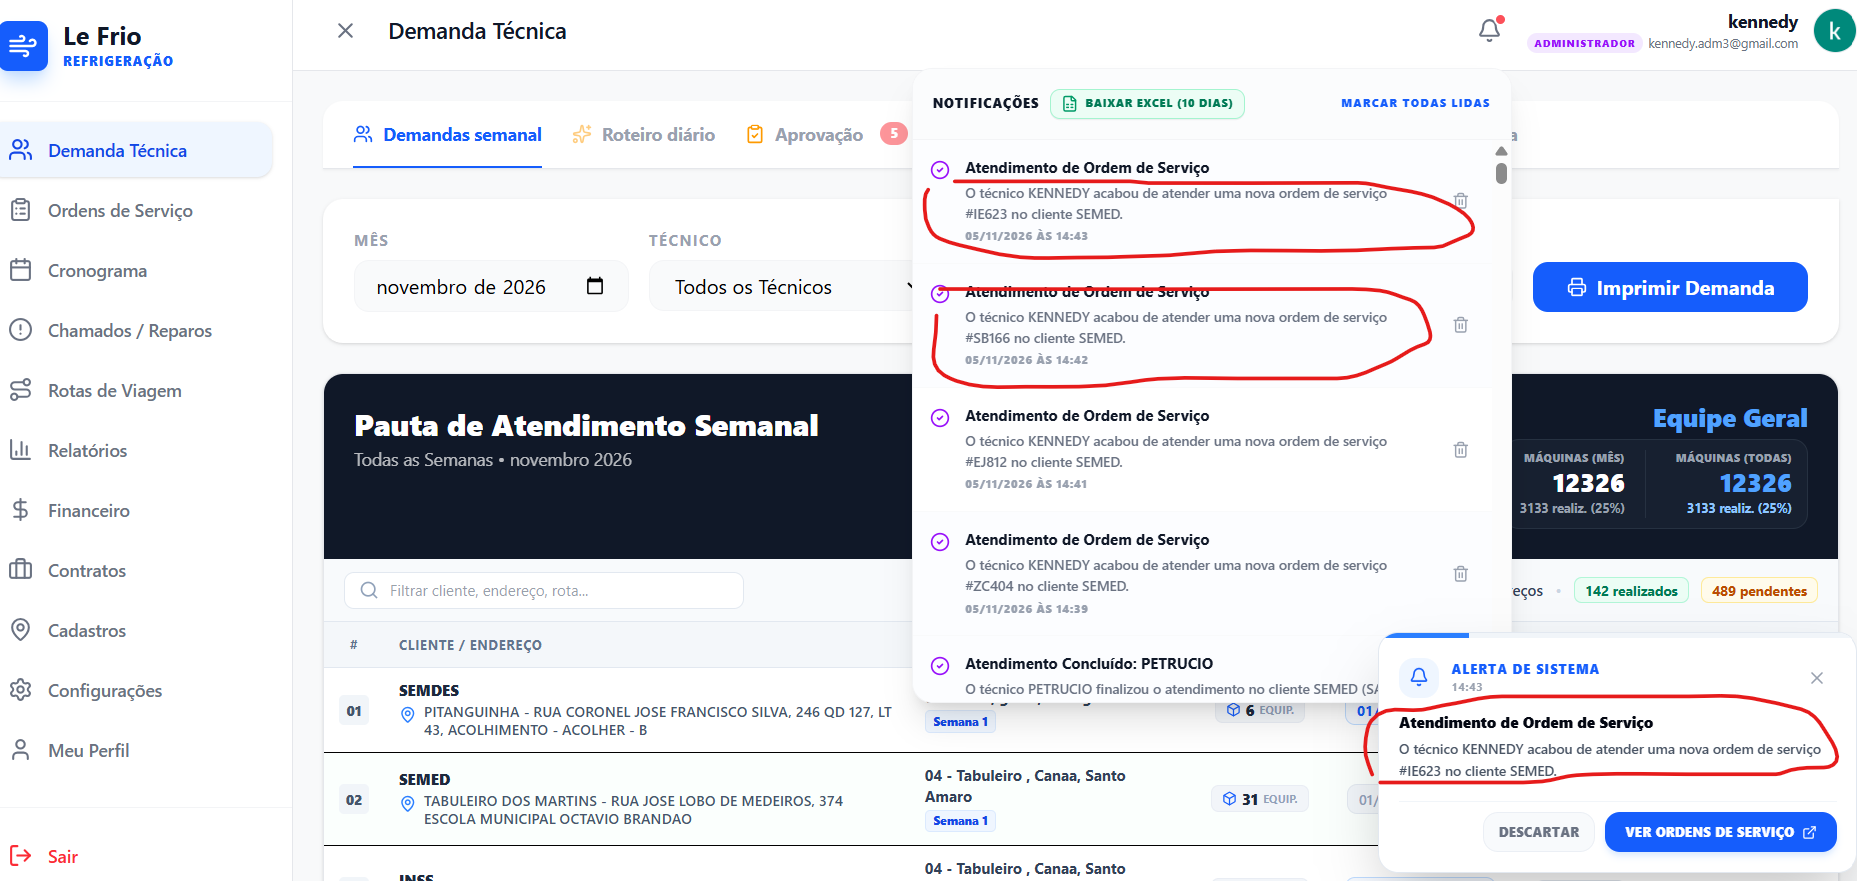 Le Frio
REFRIGERAÇÃO
Demanda Técnica
Ordens de Serviço
Cronograma
Chamados / Reparos
Rotas de Viagem
Relatórios
Financeiro
Contratos
Cadastros
Configurações
Meu Perfil
Sair
Demanda Técnica
kennedy
ADMINISTRADOR kennedy.adm3@gmail.com
k
Demandas semanal
Roteiro diário
Aprovação 5
MÊS
novembro de 2026
TÉCNICO
Todos os Técnicos
Imprimir Demanda
NOTIFICAÇÕES
BAIXAR EXCEL (10 DIAS)
MARCAR TODAS LIDAS
Atendimento de Ordem de Serviço
O técnico KENNEDY acabou de atender uma nova ordem de serviço
#IE623 no cliente SEMED.
05/11/2026 ÀS 14:43
Atendimento de Ordem de Serviço
O técnico KENNEDY acabou de atender uma nova ordem de serviço
#SB166 no cliente SEMED.
05/11/2026 ÀS 14:42
Atendimento de Ordem de Serviço
O técnico KENNEDY acabou de atender uma nova ordem de serviço
#EJ812 no cliente SEMED.
05/11/2026 ÀS 14:41
Atendimento de Ordem de Serviço
O técnico KENNEDY acabou de atender uma nova ordem de serviço
#ZC404 no cliente SEMED.
05/11/2026 ÀS 14:39
Atendimento Concluído: PETRUCIO
O técnico PETRUCIO finalizou o atendimento no cliente SEMED
Pauta de Atendimento Semanal
Todas as Semanas • novembro 2026
Equipe Geral
MÁQUINAS (MÊS)
12326
3133 realiz. (25%)
MÁQUINAS (TODAS)
12326
3133 realiz. (25%)
Filtrar cliente, endereço, rota...
142 realizados
489 pendentes
# CLIENTE / ENDEREÇO
01
SEMDES
PITANGUINHA - RUA CORONEL JOSE FRANCISCO SILVA, 246 QD 127, LT
43, ACOLHIMENTO - ACOLHER - B
Semana 1
6 EQUIP.
01/
02
SEMED
TABULEIRO DOS MARTINS - RUA JOSE LOBO DE MEDEIROS, 374
ESCOLA MUNICIPAL OCTAVIO BRANDAO
04 - Tabuleiro , Canaa, Santo
Amaro
Semana 1
31 EQUIP.
01/
INSS
04 - Tabuleiro , Canaa, Santo
ALERTA DE SISTEMA
14:43
Atendimento de Ordem de Serviço
O técnico KENNEDY acabou de atender uma nova ordem de serviço
#IE623 no cliente SEMED.
DESCARTAR
VER ORDENS DE SERVIÇO